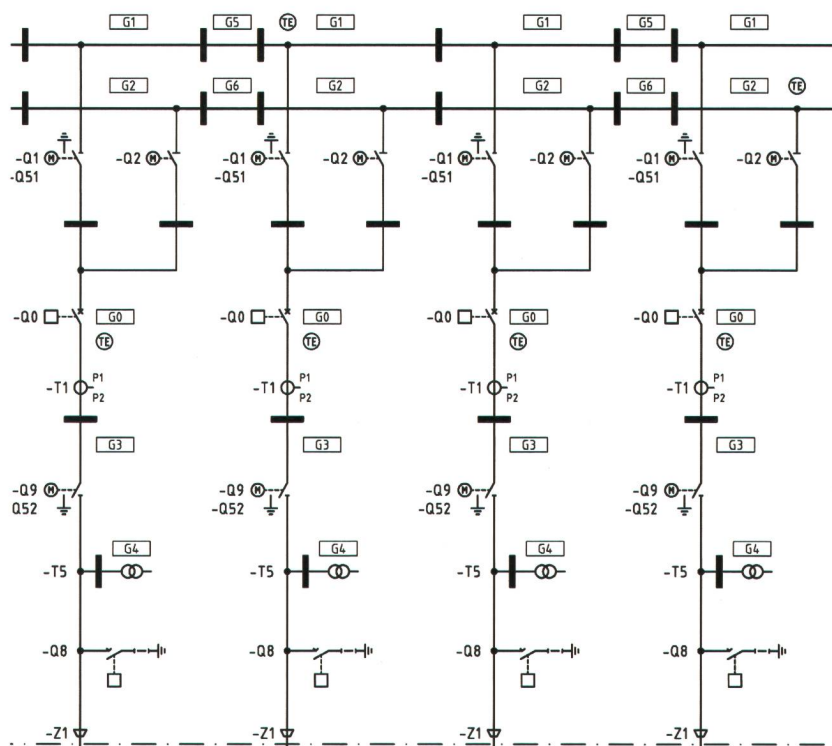 G1 G5 TE G1 G1 G5 G1
G2 G6 G2 G2 G6 G2 TE
-Q1 M -Q2 M -Q1 M -Q2 M -Q1 M -Q2 M -Q1 M -Q2 M
-Q51 -Q51 -Q51 -Q51
-Q0 G0 -Q0 G0 -Q0 G0 -Q0 G0
TE TE TE TE
P1 P1 P1 P1
-T1 -T1 -T1 -T1
P2 P2 P2 P2
G3 G3 G3 G3
-Q9 M -Q9 M -Q9 M -Q9 M
Q52 -Q52 -Q52 -Q52
G4 G4 G4 G4
-T5 -T5 -T5 -T5
-Q8 -Q8 -Q8 -Q8
-Z1 -Z1 -Z1 -Z1